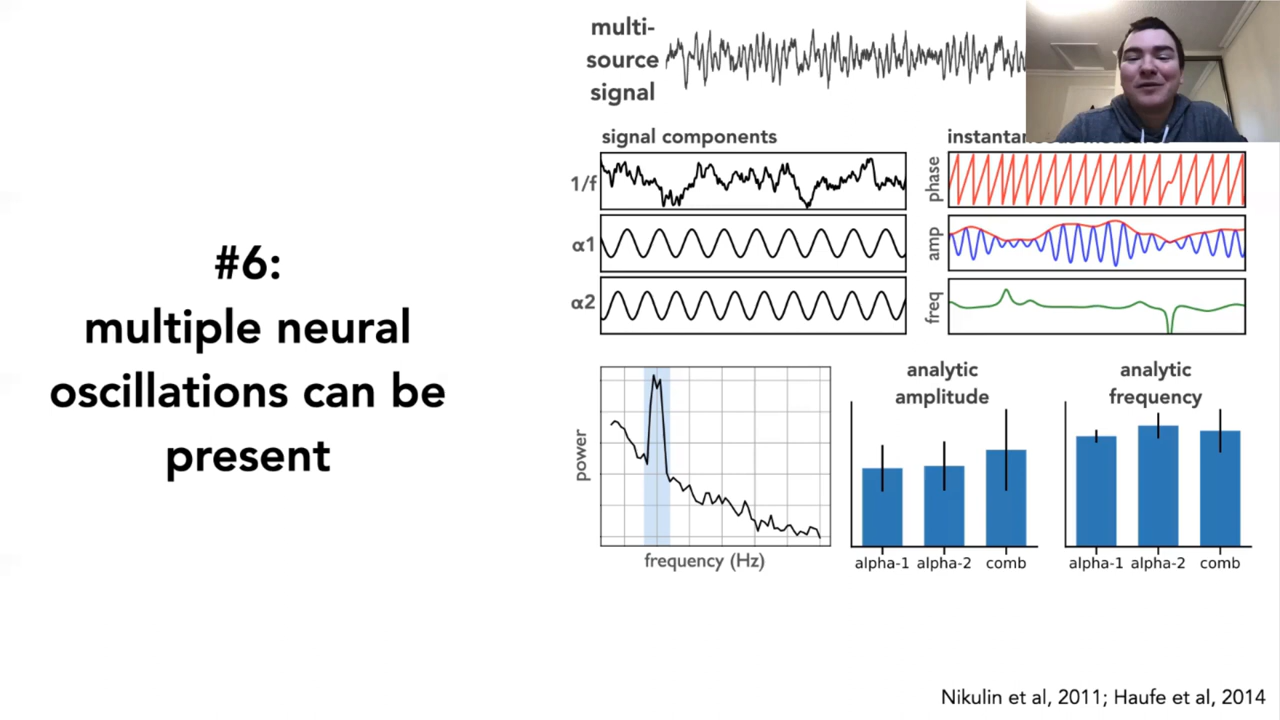 #6:
multiple neural
oscillations can be
present
multi-
source
signal
signal components
1/f
α1
α2
phase
amp
freq
power
frequency (Hz)
analytic
amplitude
alpha-1 alpha-2 comb
analytic
frequency
alpha-1 alpha-2 comb
Nikulin et al, 2011; Haufe et al, 2014